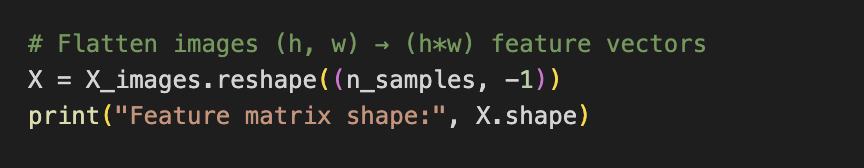 # Flatten images (h, w) → (h*w) feature vectors
X = X_images.reshape((n_samples, -1))
print("Feature matrix shape:", X.shape)